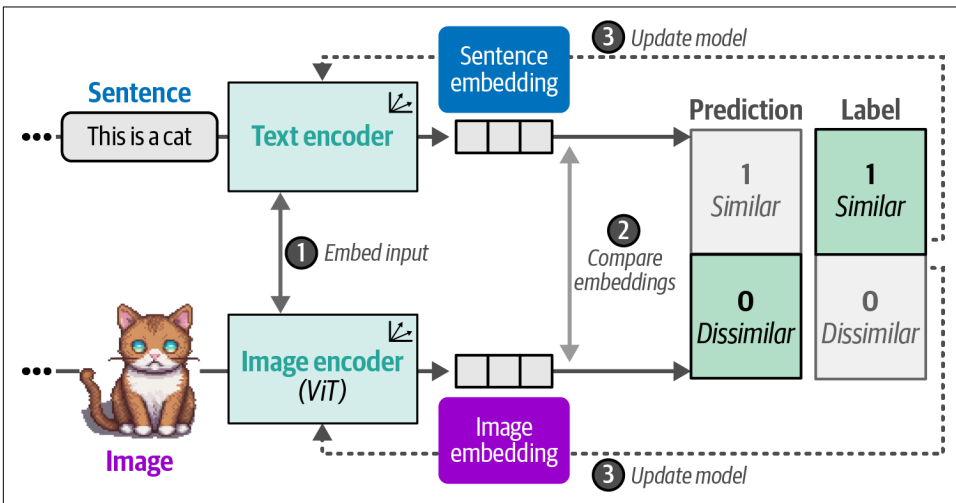 3 Update model
Sentence
embedding
Sentence
This is a cat
Text encoder
Prediction
Label
1
Similar
1
Similar
1 Embed input
2
Compare
embeddings
0
Dissimilar
0
Dissimilar
Image encoder
(ViT)
Image
Image
embedding
3 Update model